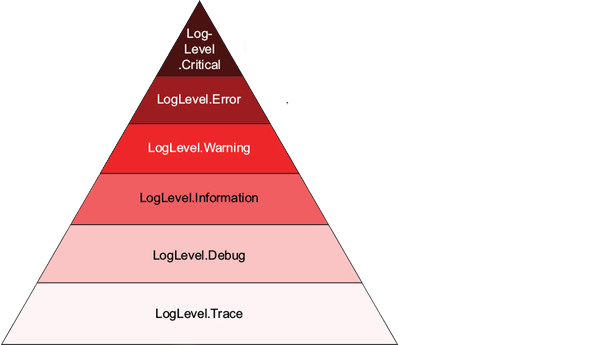 Log-
Level
.Critical
LogLevel.Error
LogLevel.Warning
LogLevel.Information
LogLevel.Debug
LogLevel.Trace